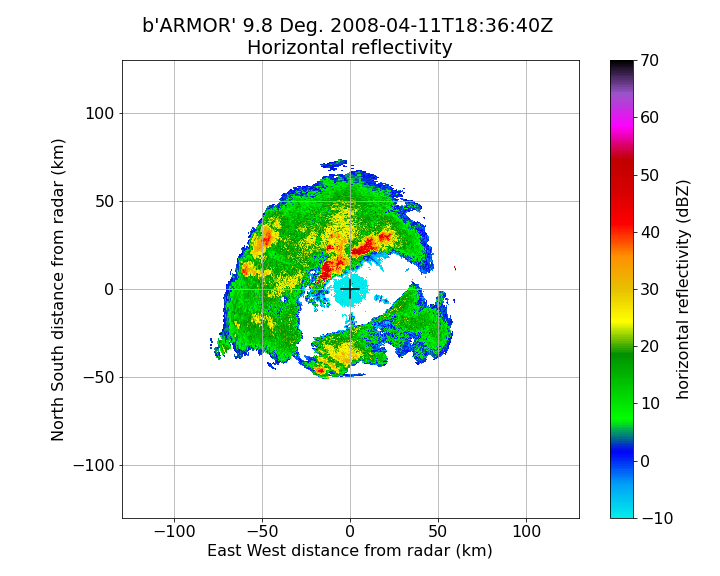 b'ARMOR' 9.8 Deg. 2008-04-11T18:36:40Z
Horizontal reflectivity
North South distance from radar (km)
100
50
0
−50
−100
−100 −50 0 50 100
East West distance from radar (km)
70
60
50
40
30
20
10
0
−10
horizontal reflectivity (dBZ)